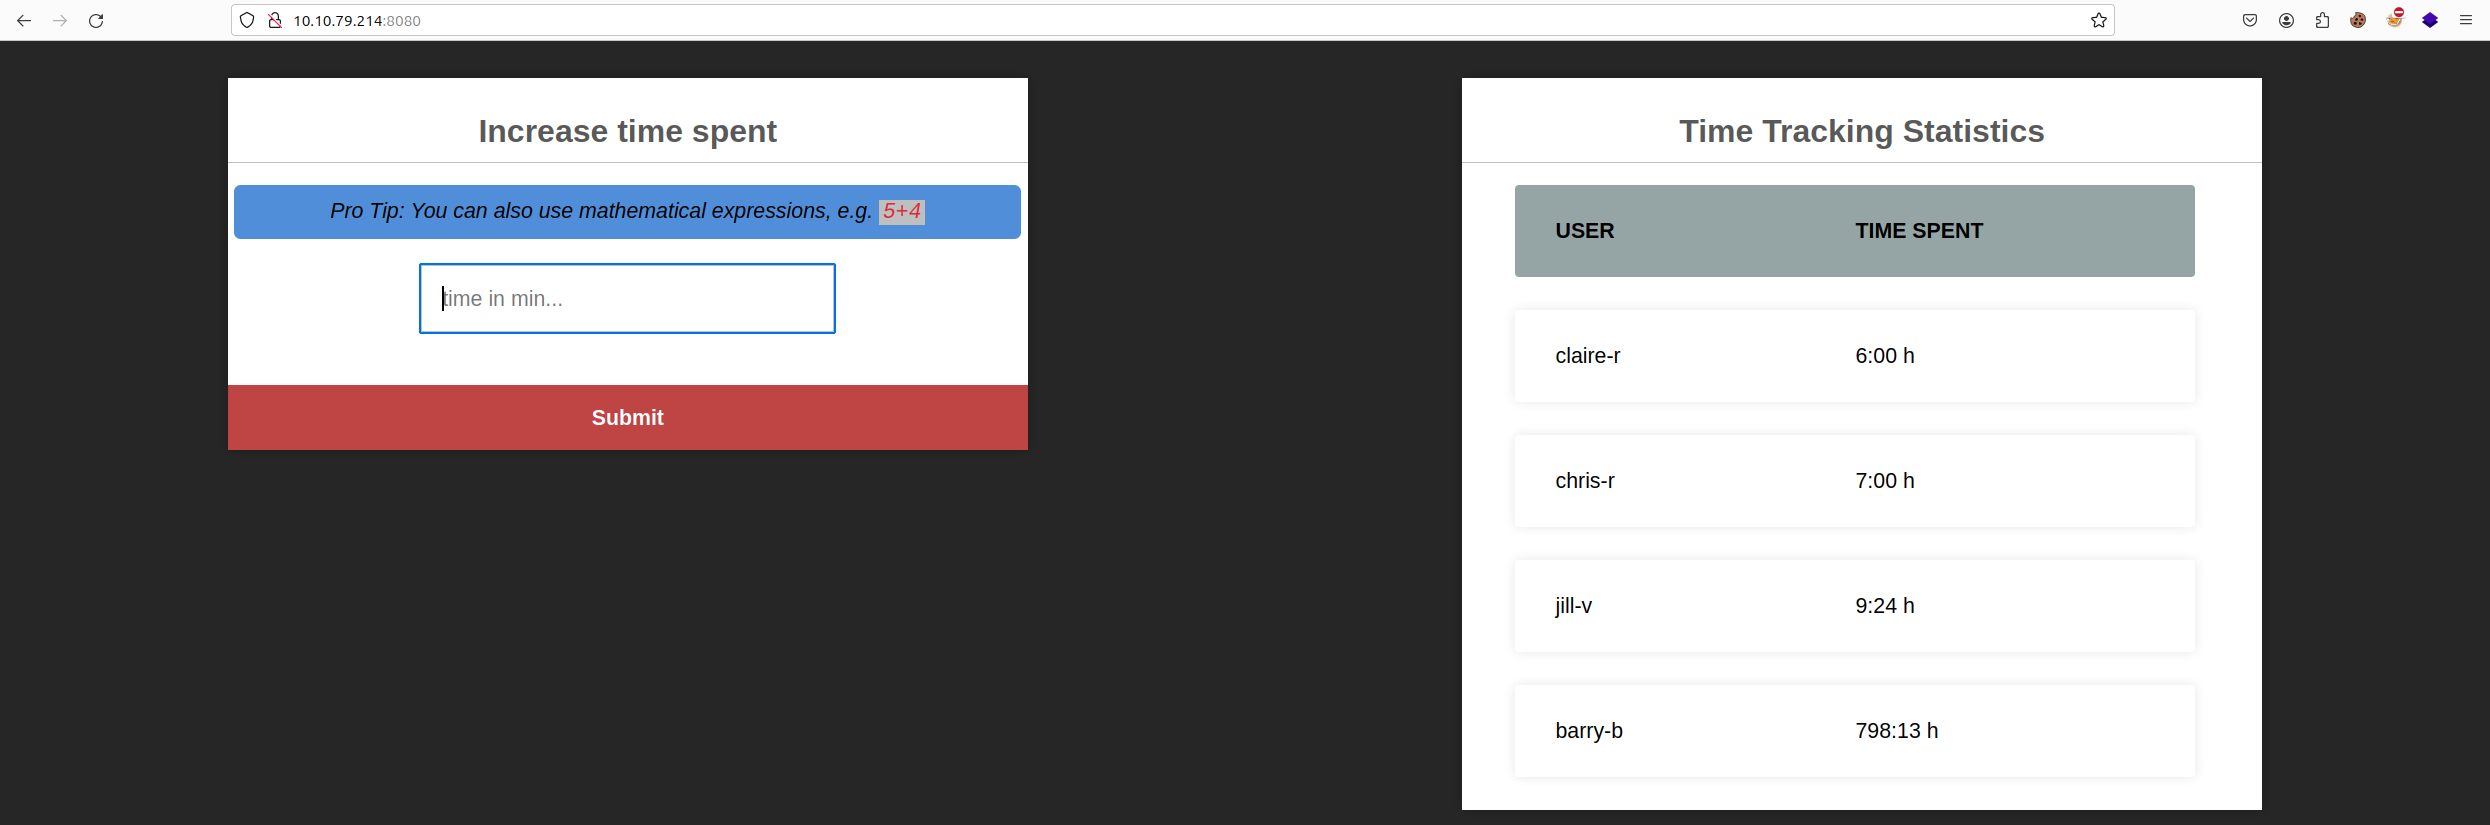 10.10.79.214:8080
Increase time spent
Pro Tip: You can also use mathematical expressions, e.g. 5+4
time in min...
Submit
Time Tracking Statistics
USER TIME SPENT
claire-r 6:00 h
chris-r 7:00 h
jill-v 9:24 h
barry-b 798:13 h